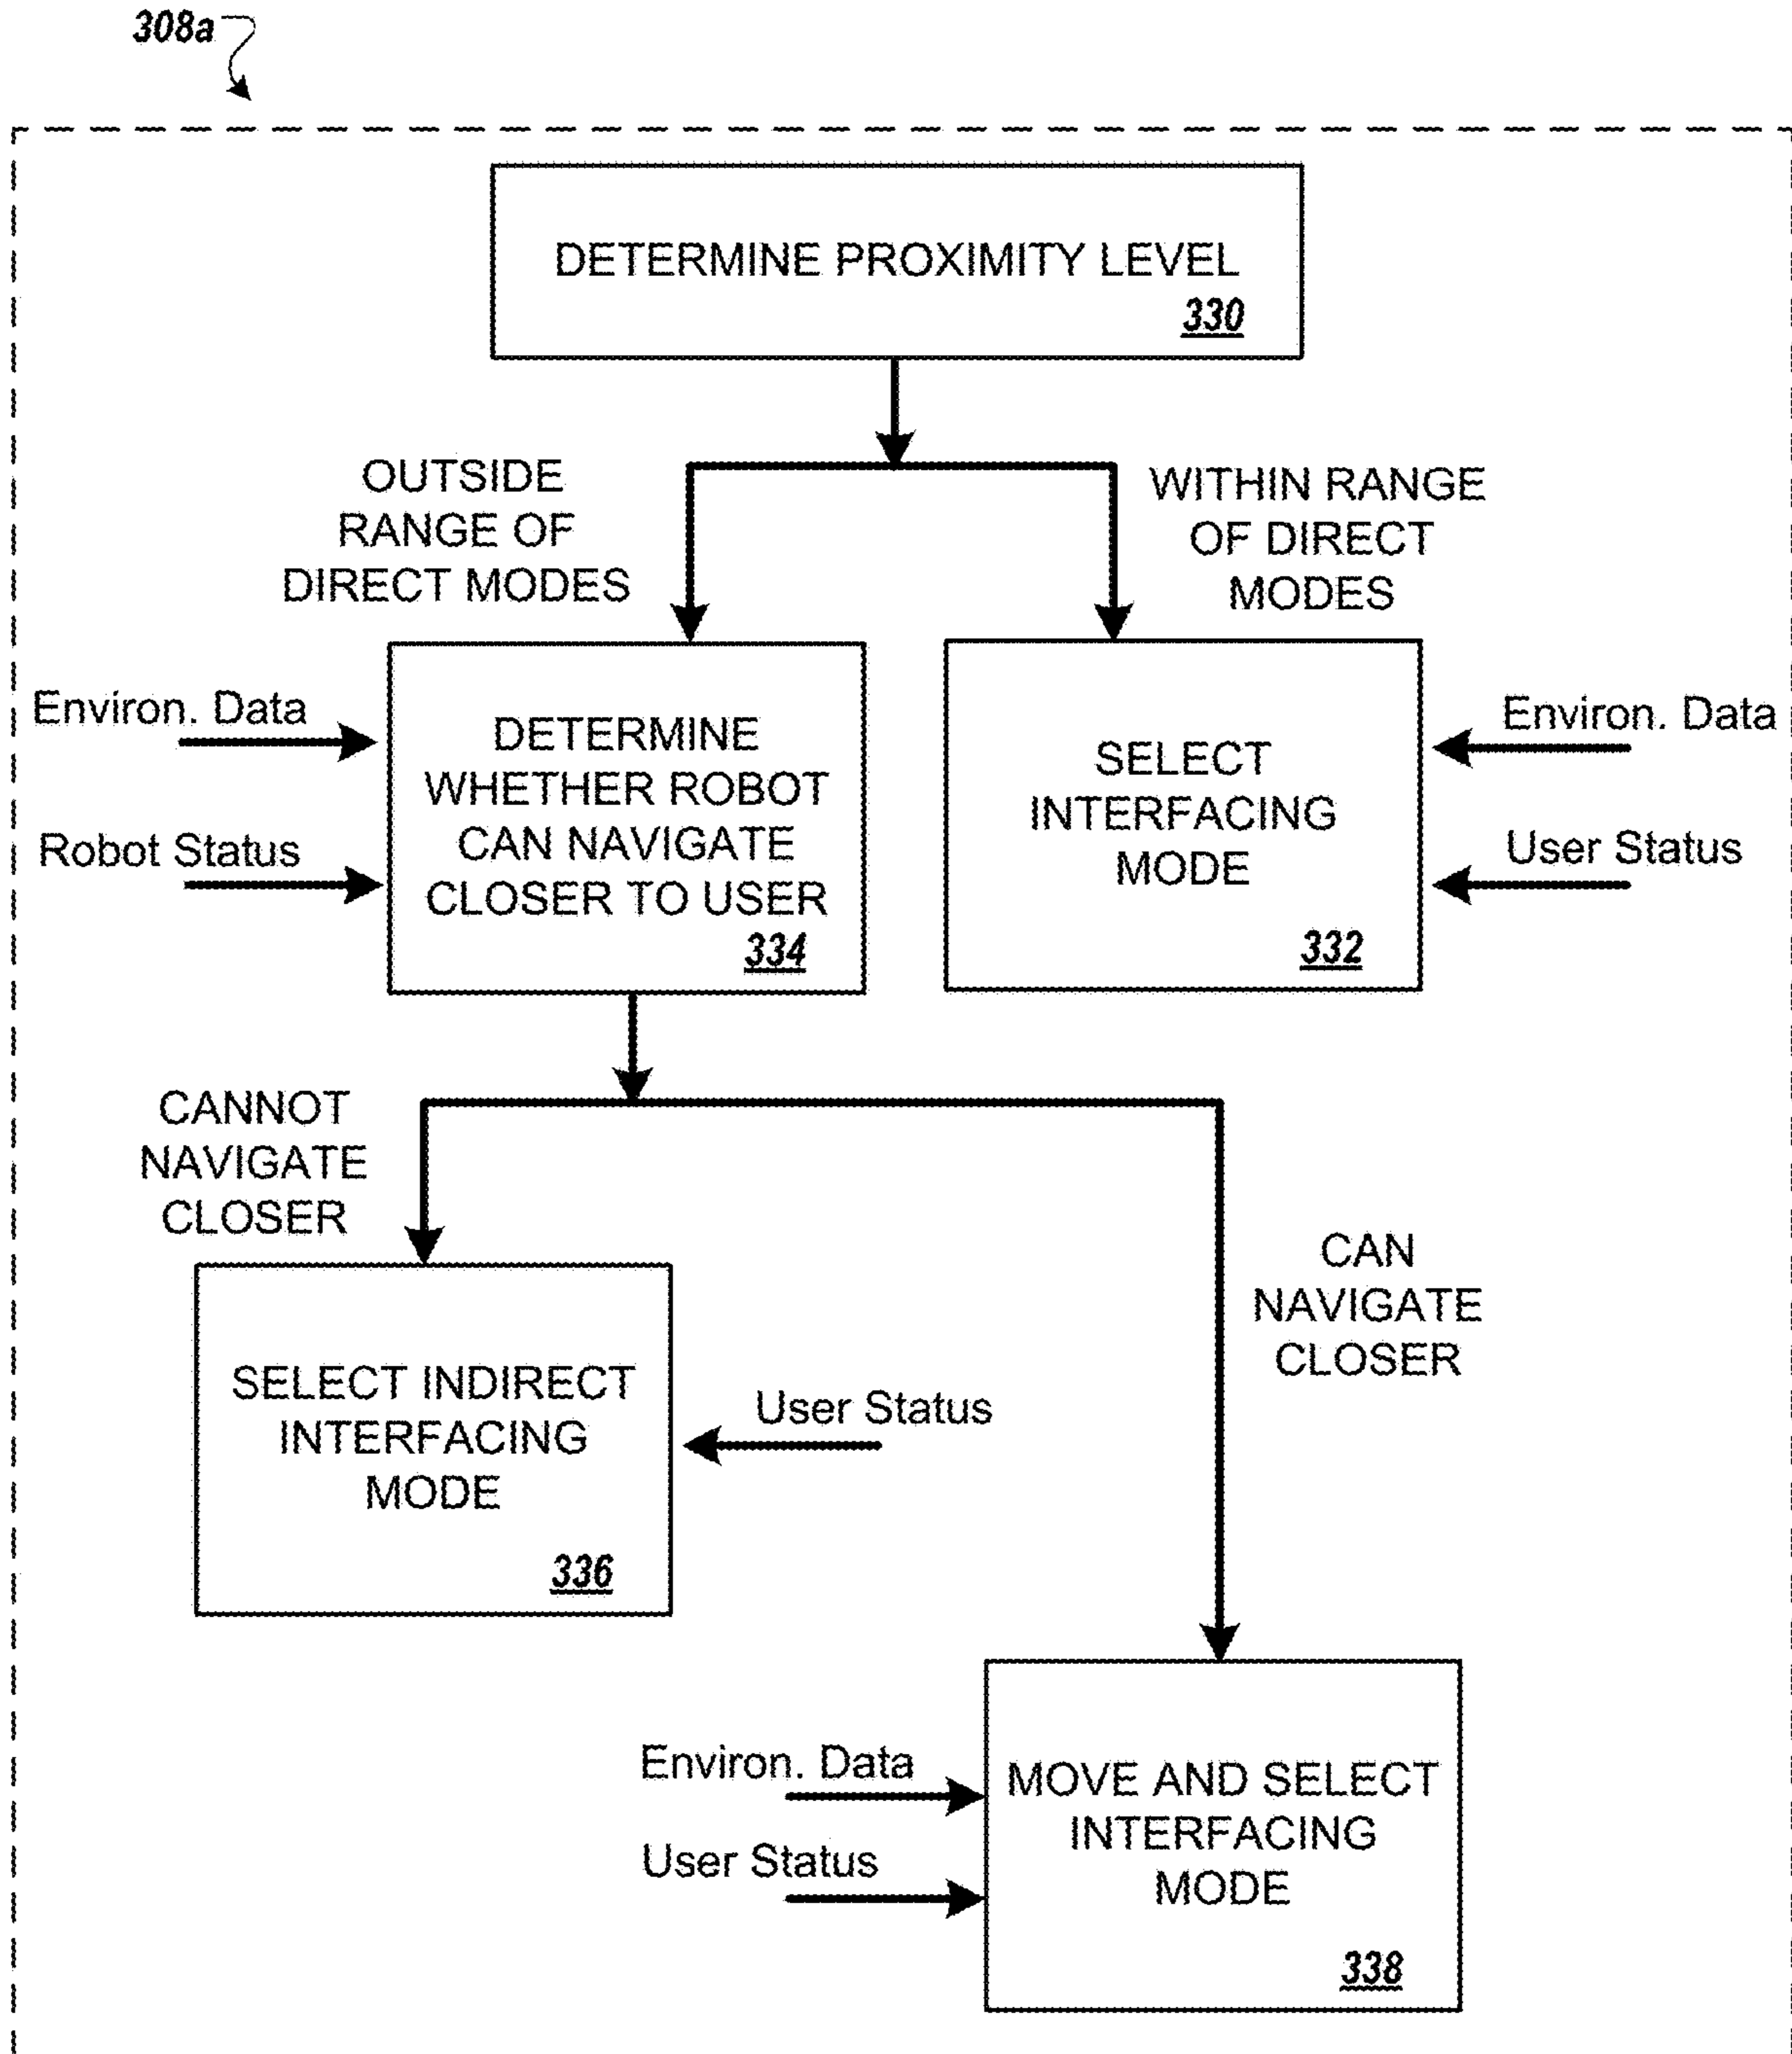 308a
DETERMINE PROXIMITY LEVEL
330
OUTSIDE
RANGE OF
DIRECT MODES
WITHIN RANGE
OF DIRECT
MODES
Environ. Data
Robot Status
DETERMINE
WHETHER ROBOT
CAN NAVIGATE
CLOSER TO USER
334
SELECT
INTERFACING
MODE
332
Environ. Data
User Status
CANNOT
NAVIGATE
CLOSER
CAN
NAVIGATE
CLOSER
SELECT INDIRECT
INTERFACING
MODE
336
User Status
Environ. Data
User Status
MOVE AND SELECT
INTERFACING
MODE
338